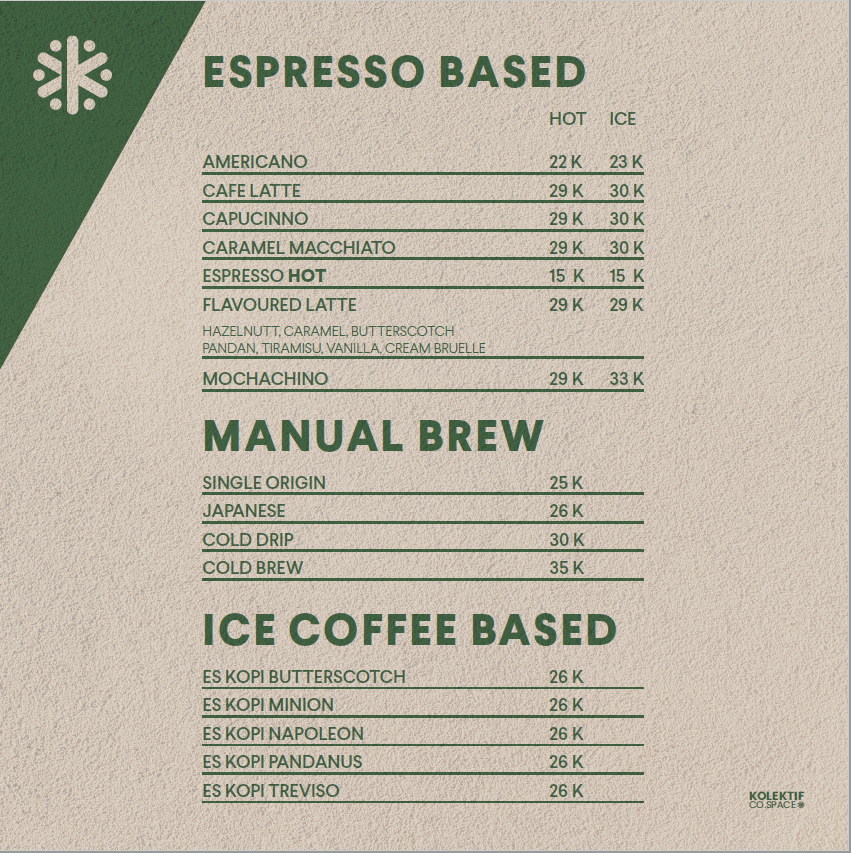 ESPRESSO BASED
HOT ICE
AMERICANO 22 K 23 K
CAFE LATTE 29 K 30 K
CAPUCINNO 29 K 30 K
CARAMEL MACCHIATO 29 K 30 K
ESPRESSO HOT 15 K 15 K
FLAVOURED LATTE 29 K 29 K
HAZELNUTT, CARAMEL, BUTTERSCOTCH
PANDAN, TIRAMISU, VANILLA, CREAM BRUELLE
MOCHACHINO 29 K 33 K
MANUAL BREW
SINGLE ORIGIN 25 K
JAPANESE 26 K
COLD DRIP 30 K
COLD BREW 35 K
ICE COFFEE BASED
ES KOPI BUTTERSCOTCH 26 K
ES KOPI MINION 26 K
ES KOPI NAPOLEON 26 K
ES KOPI PANDANUS 26 K
ES KOPI TREVISO 26 K
KOLEKTIF
CO.SPACE